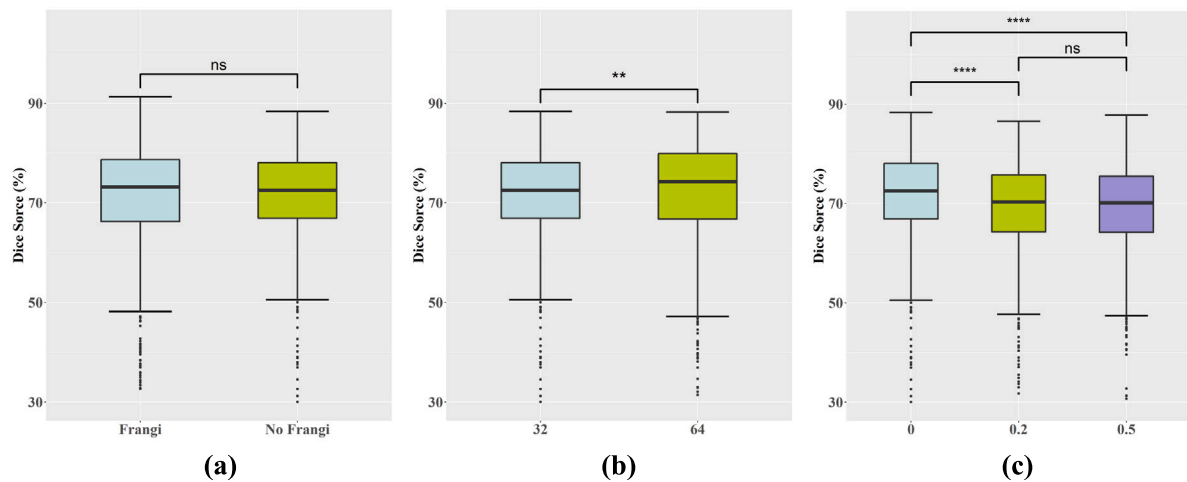 Dice Sorce (%)
90
70
50
30
ns
Frangi
No Frangi
(a)
Dice Sorce (%)
90
70
50
30
**
32
64
(b)
Dice Sorce (%)
90
70
50
30
****
ns
****
0
0.2
0.5
(c)